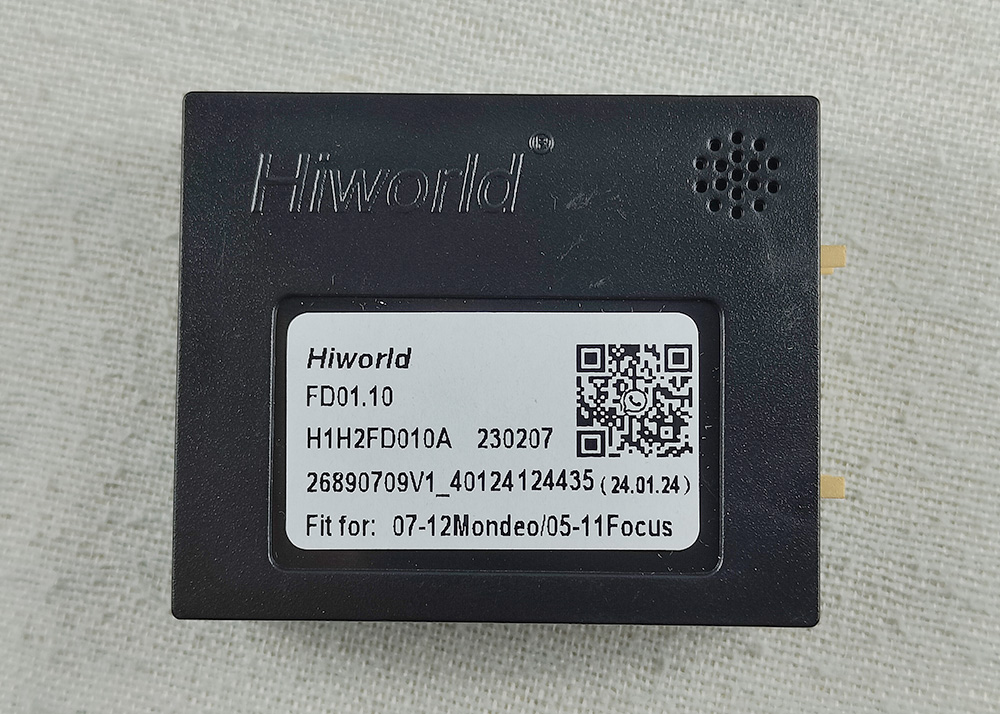 Hiworld®
Hiworld
FD01.10
H1H2FD010A 230207
26890709V1_40124124435 (24.01.24)
Fit for: 07-12Mondeo/05-11Focus